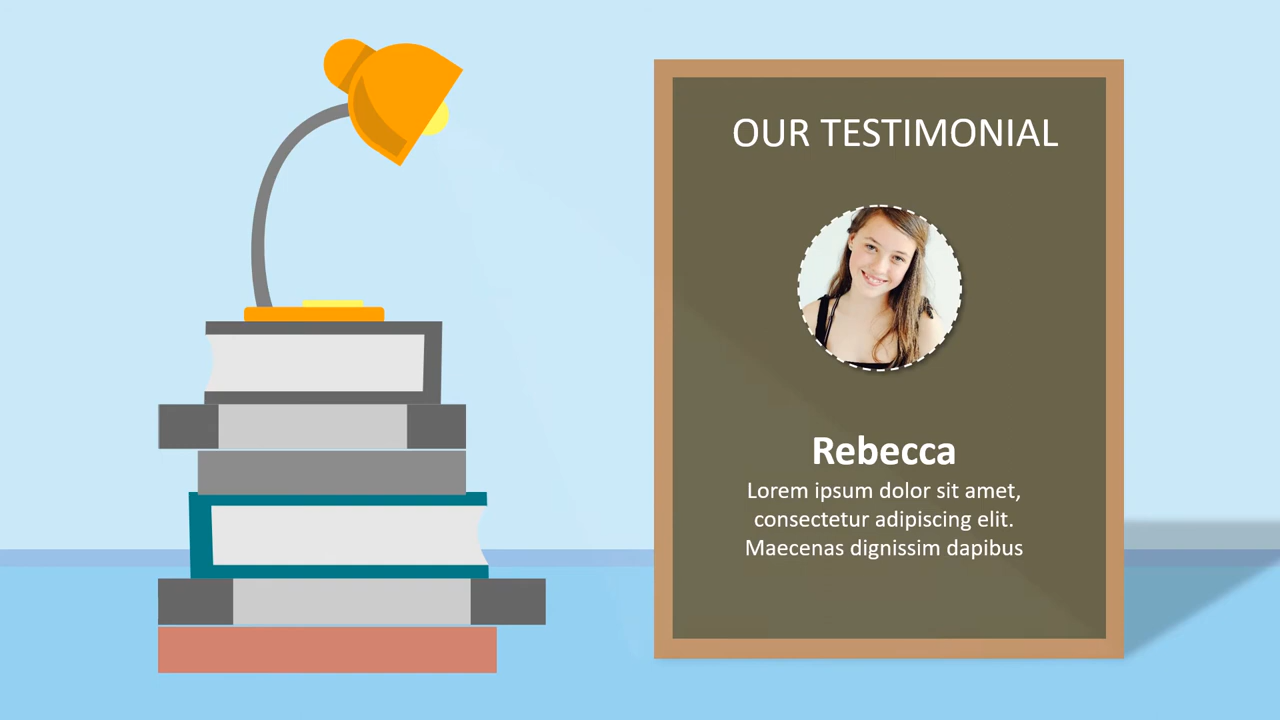 OUR TESTIMONIAL
Rebecca
Lorem ipsum dolor sit amet,
consectetur adipiscing elit.
Maecenas dignissim dapibus